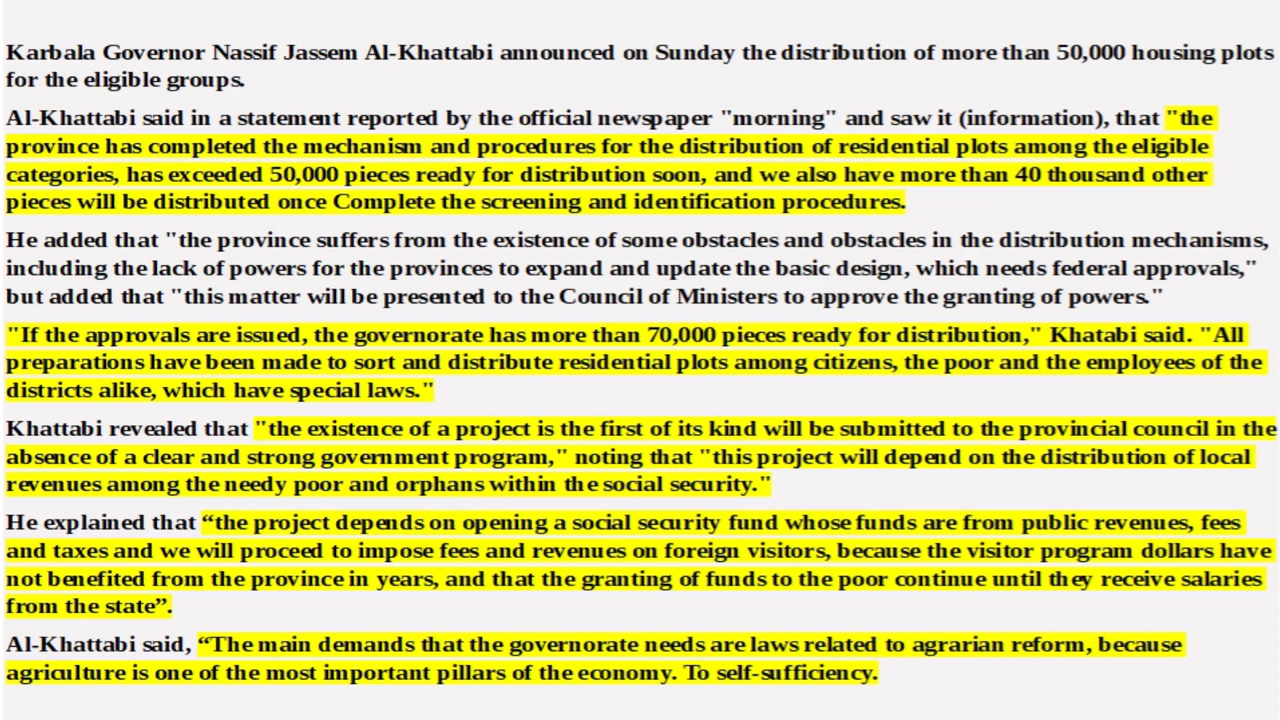 Karbala Governor Nassif Jassem Al-Khattabi announced on Sunday the distribution of more than 50,000 housing plots
for the eligible groups.
Al-Khattabi said in a statement reported by the official newspaper "morning" and saw it (information), that "the
province has completed the mechanism and procedures for the distribution of residential plots among the eligible
categories, has exceeded 50,000 pieces ready for distribution soon, and we also have more than 40 thousand other
pieces will be distributed once Complete the screening and identification procedures.
He added that "the province suffers from the existence of some obstacles and obstacles in the distribution mechanisms,
including the lack of powers for the provinces to expand and update the basic design, which needs federal approvals,"
but added that "this matter will be presented to the Council of Ministers to approve the granting of powers."
"If the approvals are issued, the governorate has more than 70,000 pieces ready for distribution," Khatabi said. "All
preparations have been made to sort and distribute residential plots among citizens, the poor and the employees of the
districts alike, which have special laws."
Khattabi revealed that "the existence of a project is the first of its kind will be submitted to the provincial council in the
absence of a clear and strong government program," noting that "this project will depend on the distribution of local
revenues among the needy poor and orphans within the social security."
He explained that “the project depends on opening a social security fund whose funds are from public revenues, fees
and taxes and we will proceed to impose fees and revenues on foreign visitors, because the visitor program dollars have
not benefited from the province in years, and that the granting of funds to the poor continue until they receive salaries
from the state”.
Al-Khattabi said, “The main demands that the governorate needs are laws related to agrarian reform, because
agriculture is one of the most important pillars of the economy. To self-sufficiency.